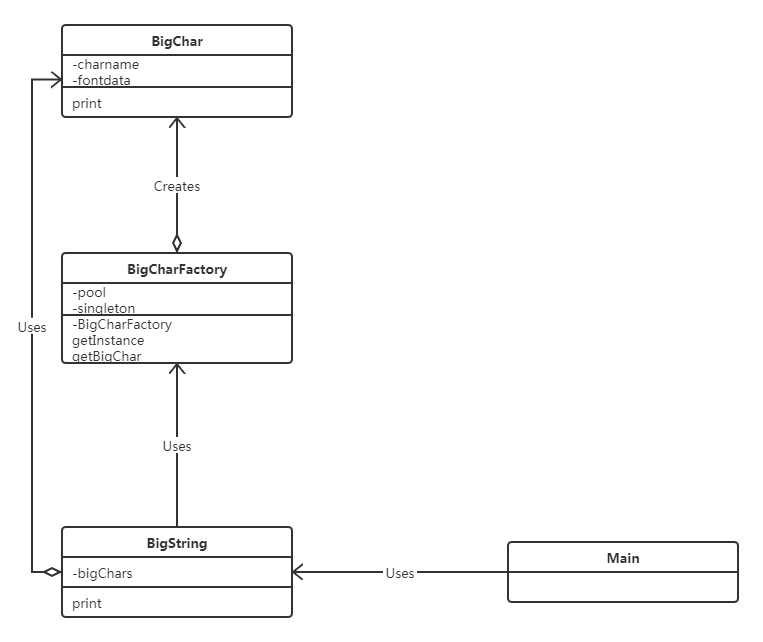 BigChar
-charname
-fontdata
print
Creates
BigCharFactory
-pool
-singleton
-BigCharFactory
getInstance
getBigChar
Uses
Uses
BigString
-bigChars
print
Uses
Main